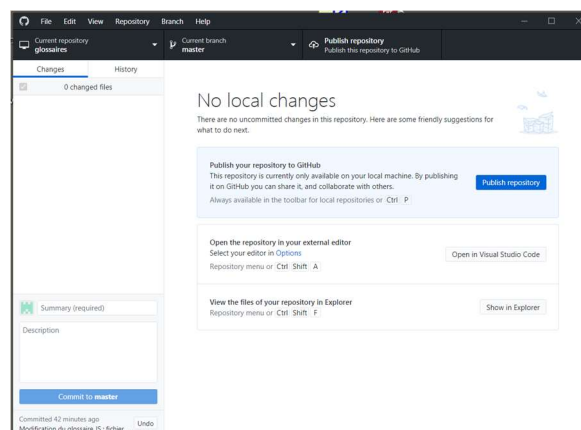 File Edit View Repository Branch Help
Current repository
glossaires
Current branch
master
Publish repository
Publish this repository to GitHub
Changes History
0 changed files
No local changes
There are no uncommitted changes in this repository. Here are some friendly suggestions for
what to do next.
Publish your repository to GitHub
This repository is currently only available on your local machine. By publishing
it on GitHub you can share it, and collaborate with others.
Always available in the toolbar for local repositories or Ctrl P
Publish repository
Open the repository in your external editor
Select your editor in Options
Repository menu or Ctrl Shift A
Open in Visual Studio Code
View the files of your repository in Explorer
Repository menu or Ctrl Shift F
Show in Explorer
Summary (required)
Description
Commit to master
Committed 42 minutes ago
Modification du glossaire JS : fichier
Undo